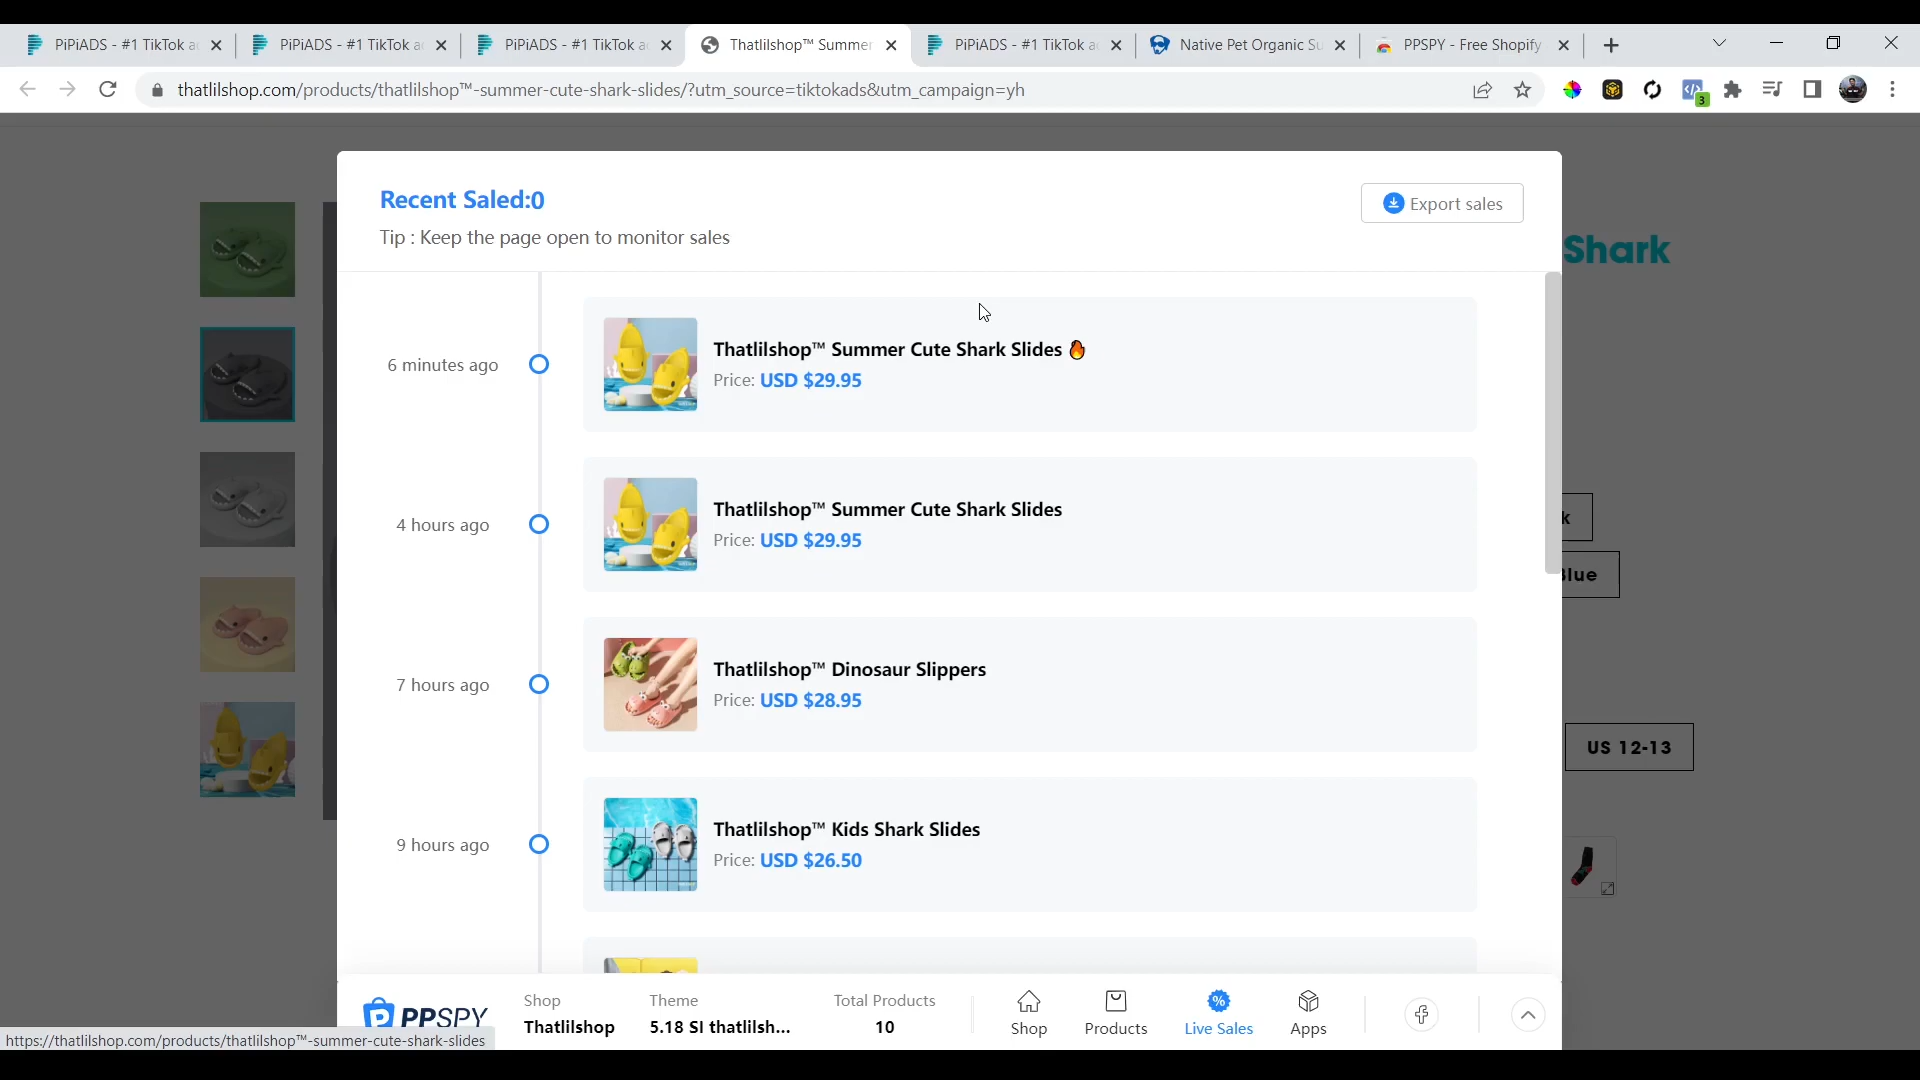 PiPiADS - #1 TikTok a
PiPiADS - #1 TikTok a
PiPiADS - #1 TikTok a
Thatlilshop™ Summer
PiPiADS - #1 TikTok a
Native Pet Organic Su
PPSPY - Free Shopify
thatlilshop.com/products/thatlilshop™-summer-cute-shark-slides/?utm_source=tiktokads&utm_campaign=yh
3
Recent Saled:0
Export sales
Tip : Keep the page open to monitor sales
Shark
6 minutes ago
Thatlilshop™ Summer Cute Shark Slides 🔥
Price: USD $29.95
4 hours ago
Thatlilshop™ Summer Cute Shark Slides
Price: USD $29.95
k
Blue
7 hours ago
Thatlilshop™ Dinosaur Slippers
Price: USD $28.95
US 12-13
9 hours ago
Thatlilshop™ Kids Shark Slides
Price: USD $26.50
PPSPY
Shop
Thatlilshop
Theme
5.18 SI thatlilsh...
Total Products
10
Shop
Products
Live Sales
Apps
https://thatlilshop.com/products/thatlilshop™-summer-cute-shark-slides